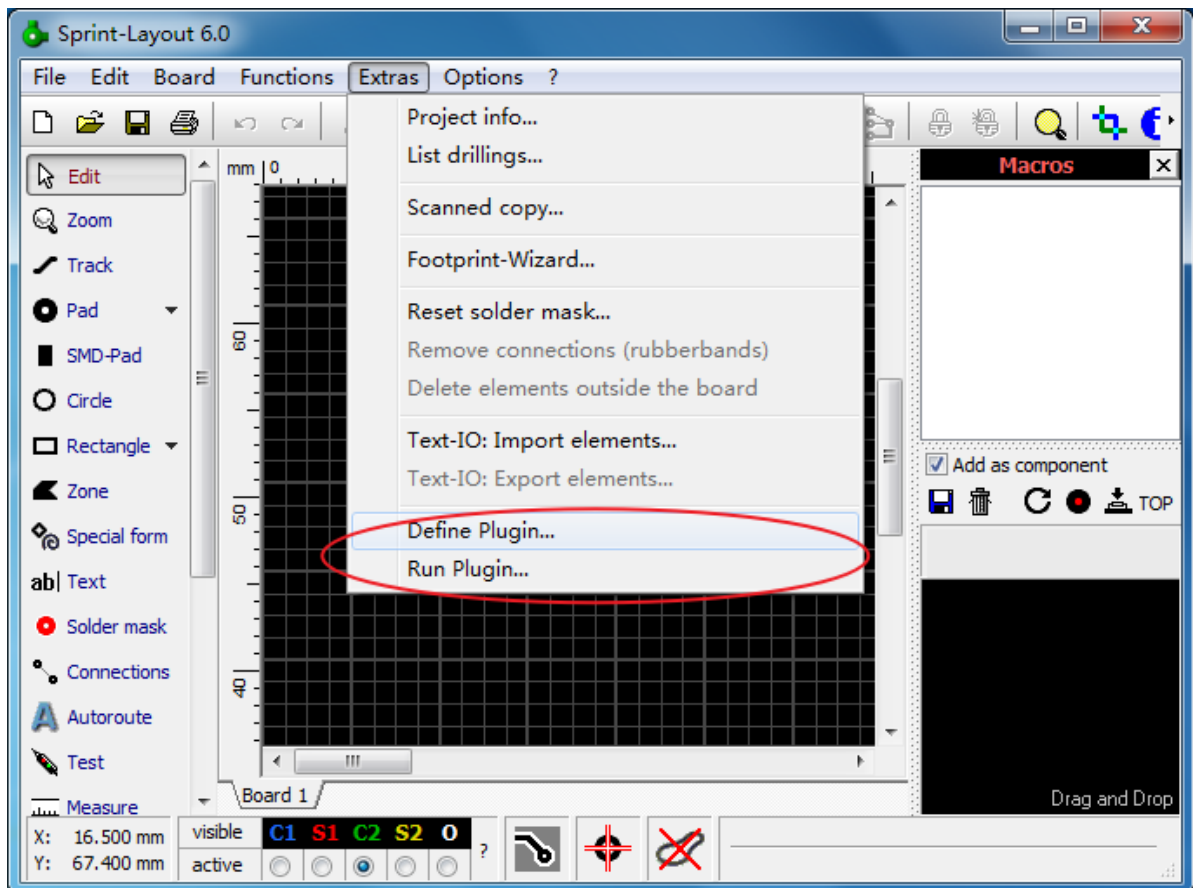 Sprint-Layout 6.0
File Edit Board Functions Extras Options ?
Project info...
List drillings...
Scanned copy...
Footprint-Wizard...
Reset solder mask...
Remove connections (rubberbands)
Delete elements outside the board
Text-IO: Import elements...
Text-IO: Export elements...
Define Plugin...
Run Plugin...
Edit
Zoom
Track
Pad
SMD-Pad
Circle
Rectangle
Zone
Special form
ab| Text
Solder mask
Connections
Autoroute
Test
Measure
mm 0
60
50
40
Board 1
Macros
Add as component
TOP
Drag and Drop
X: 16.500 mm
Y: 67.400 mm
visible C1 S1 C2 S2 O
active
?